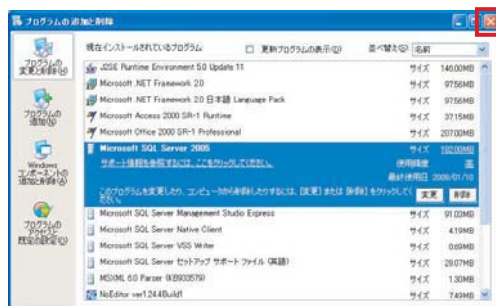 プログラムの追加と削除
現在インストールされているプログラム:
更新プログラムの表示(D)
並べ替え(S): 名前
プログラムの
変更と削除(H)
プログラムの
追加(N)
Windows
コンポーネントの
追加と削除(A)
プログラムの
アクセスと
既定の設定(O)
J2SE Runtime Environment 5.0 Update 11 サイズ 146.00MB
Microsoft .NET Framework 2.0 サイズ 97.56MB
Microsoft .NET Framework 2.0 日本語 Language Pack サイズ 97.56MB
Microsoft Access 2000 SR-1 Runtime サイズ 37.15MB
Microsoft Office 2000 SR-1 Professional サイズ 207.00MB
Microsoft SQL Server 2005 サイズ 182.00MB
サポート情報を参照するには、ここをクリックしてください。 使用頻度 高
最終使用日 2008/01/10
このプログラムを変更したり、コンピュータから削除したりするには、[変更] または [削除] をクリックしてください。
変更 削除
Microsoft SQL Server Management Studio Express サイズ 91.03MB
Microsoft SQL Server Native Client サイズ 4.19MB
Microsoft SQL Server VSS Writer サイズ 0.69MB
Microsoft SQL Server セットアップ サポート ファイル (英語) サイズ 28.07MB
MSXML 6.0 Parser (KB933579) サイズ 1.30MB
NoEditor ver1.24.4Build1 サイズ 7.49MB